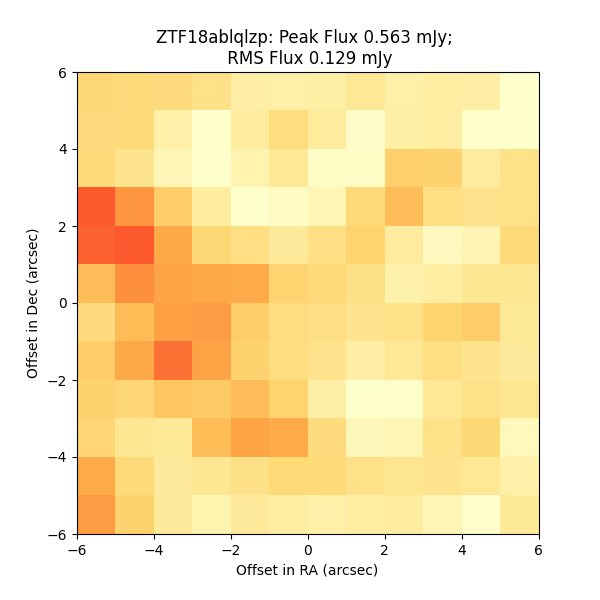 ZTF18ablqlzp: Peak Flux 0.563 mJy;
RMS Flux 0.129 mJy
6
4
2
0
−2
−4
−6
Offset in Dec (arcsec)
−6 −4 −2 0 2 4 6
Offset in RA (arcsec)